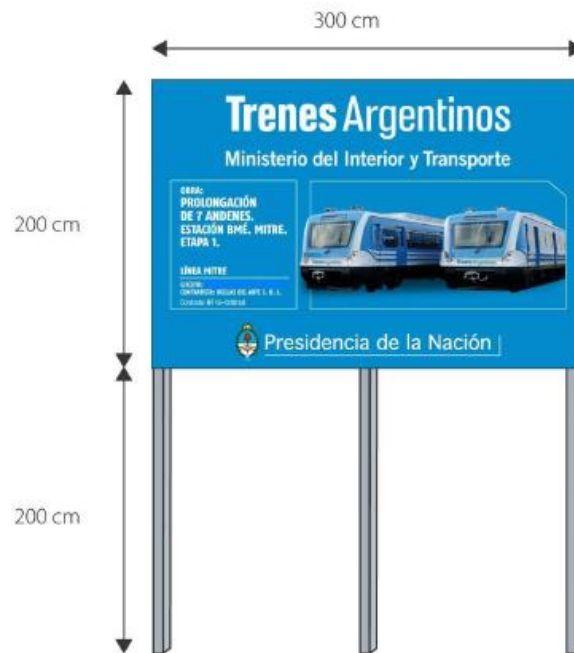 300 cm
200 cm
Trenes Argentinos
Ministerio del Interior y Transporte
OBRA:
PROLONGACIÓN
DE 7 ANDENES.
ESTACIÓN BMÉ. MITRE.
ETAPA 1.
LÍNEA MITRE
Presidencia de la Nación
200 cm